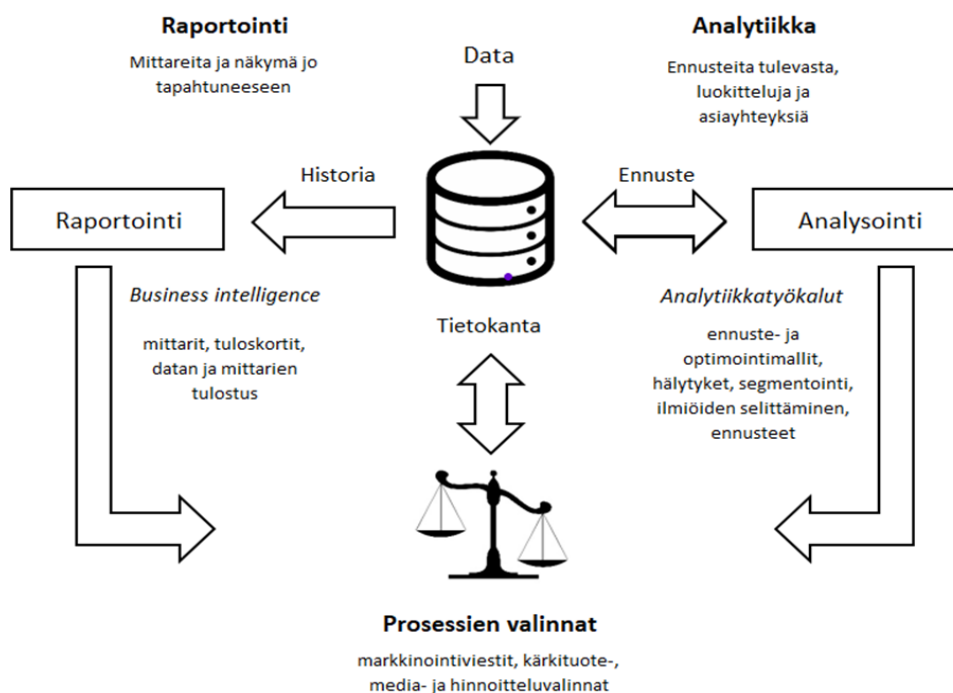 Raportointi
Mittareita ja näkymä jo
tapahtuneeseen
Data
Analytiikka
Ennusteita tulevasta,
luokitteluja ja
asiayhteyksiä
Historia
Ennuste
Raportointi
Analysointi
Business intelligence
mittarit, tuloskortit,
datan ja mittarien
tulostus
Tietokanta
Analytiikkatyökalut
ennuste- ja
optimointimallit,
hälytyket, segmentointi,
ilmiöiden selittäminen,
ennusteet
Prosessien valinnat
markkinointiviestit, kärkituote-,
media- ja hinnoitteluvalinnat